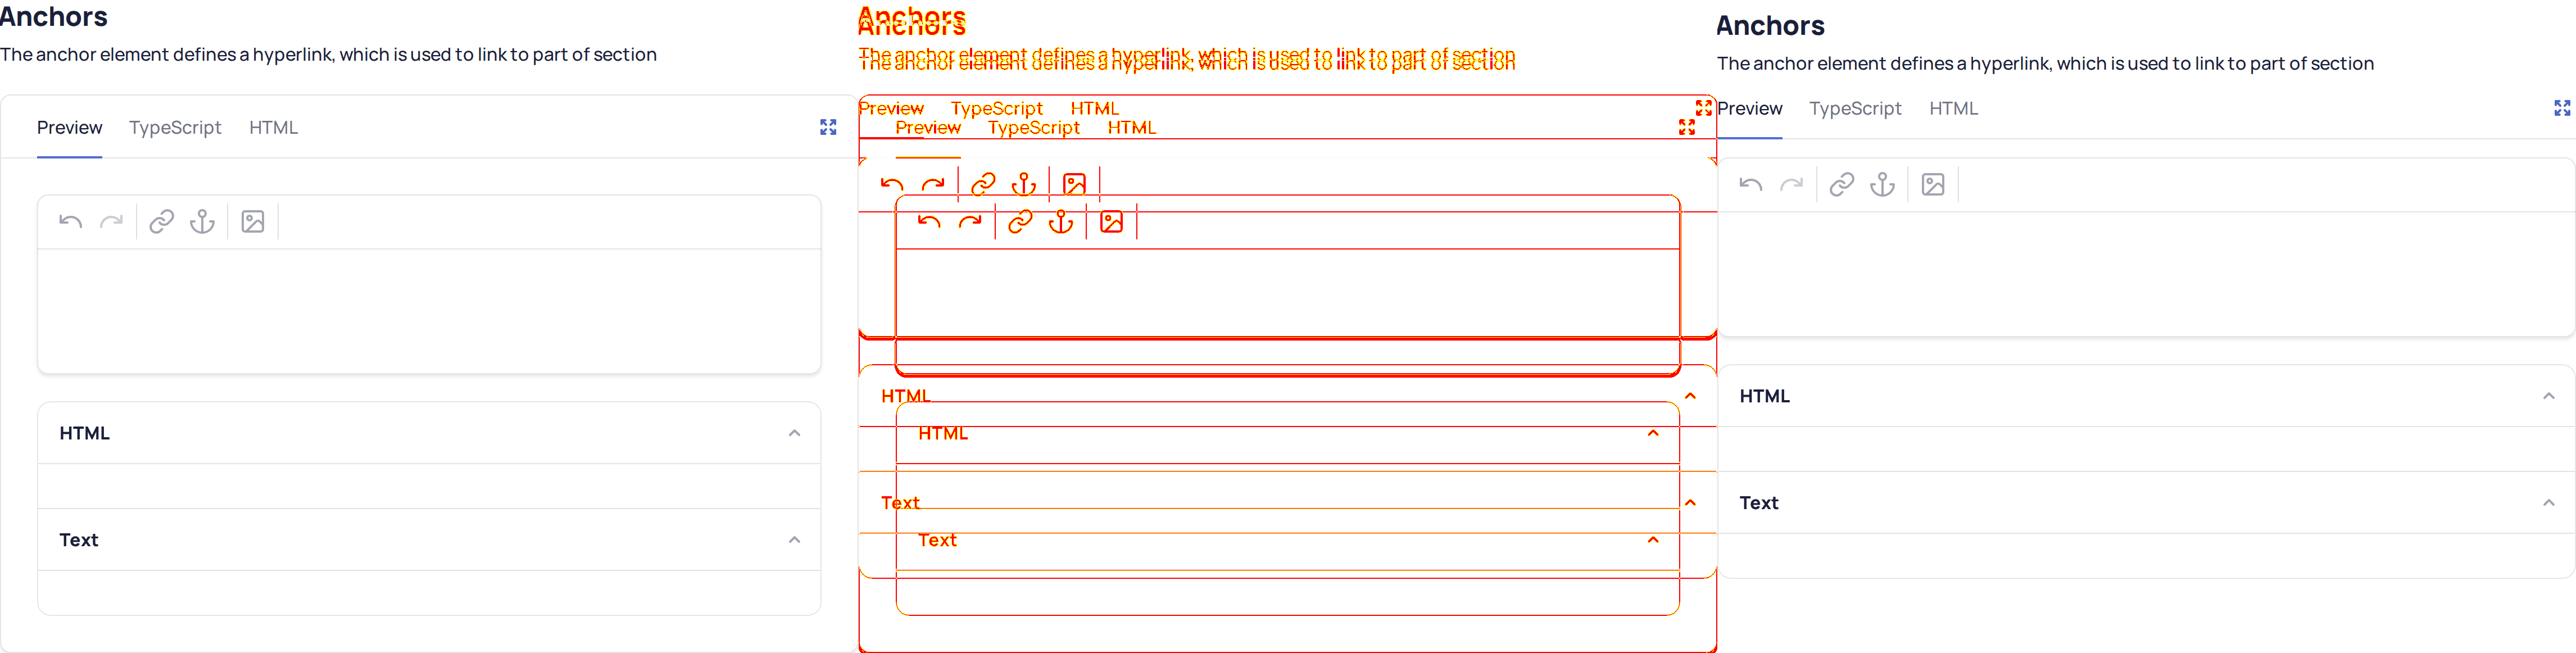 Anchors
The anchor element defines a hyperlink, which is used to link to part of section
Preview TypeScript HTML
HTML
Text
Anchors
Anchors
The anchor element defines a hyperlink, which is used to link to part of section
The anchor element defines a hyperlink, which is used to link to part of section
Preview TypeScript HTML
Preview TypeScript HTML
HTML
HTML
Text
Text
Anchors
The anchor element defines a hyperlink, which is used to link to part of section
Preview TypeScript HTML
HTML
Text